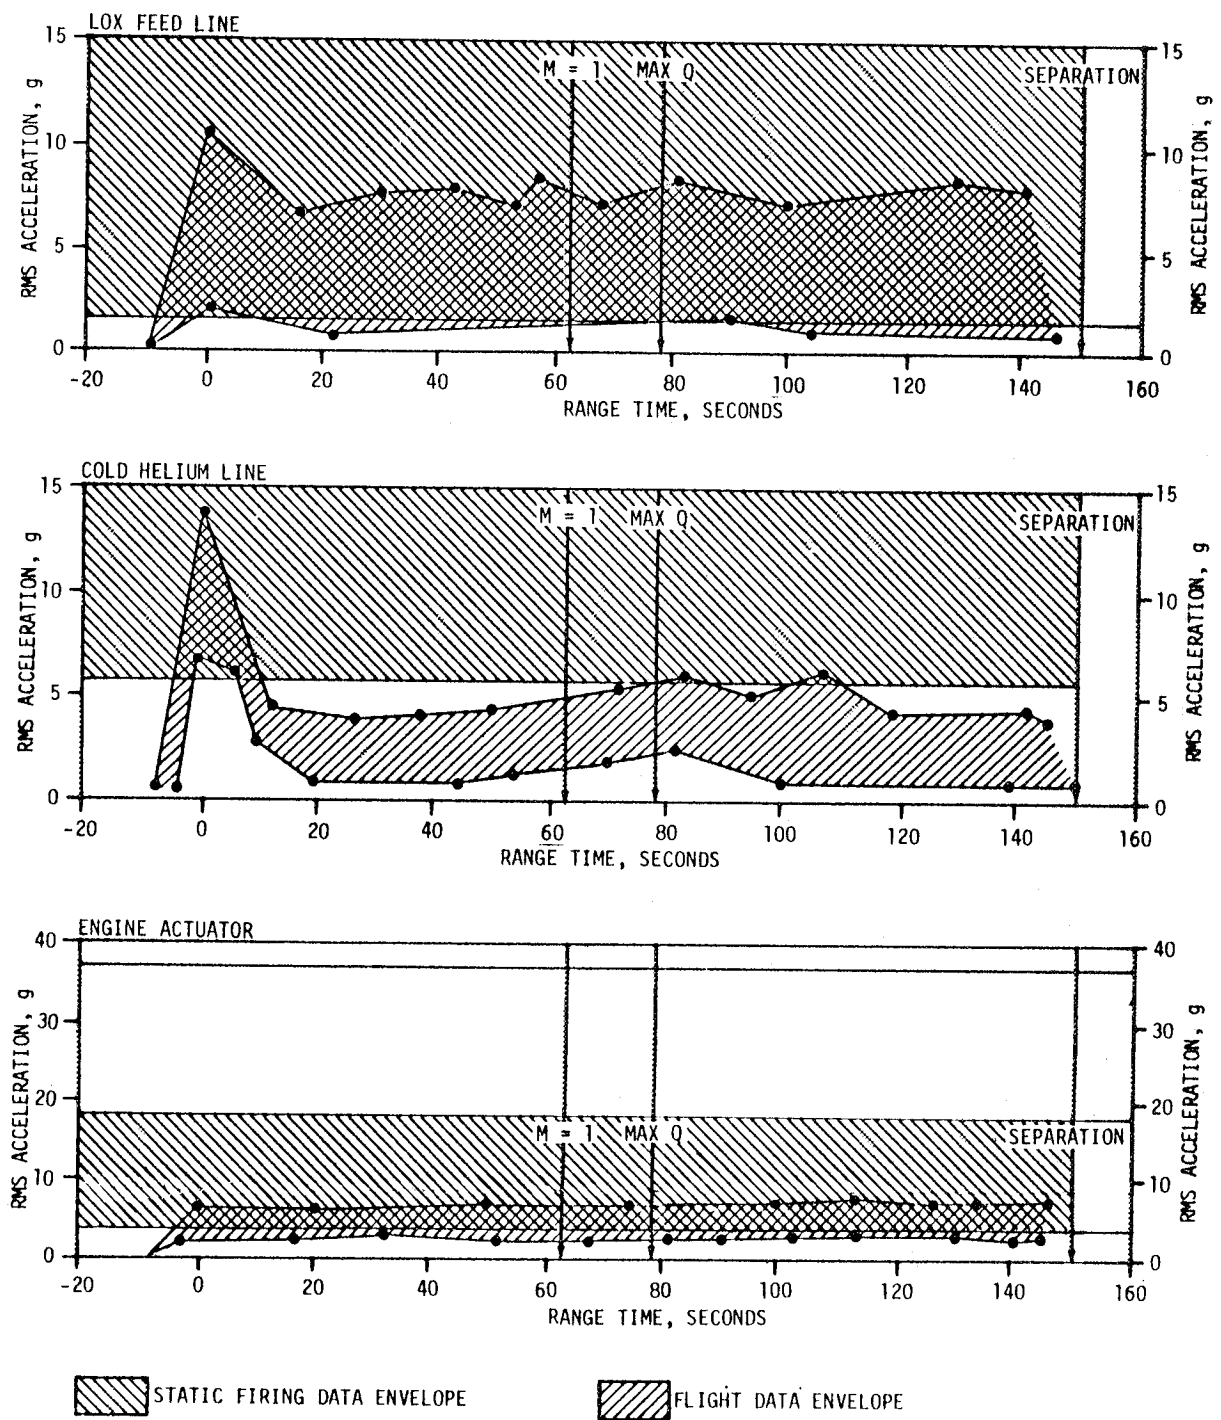 LOX FEED LINE
15
10
5
0
RMS ACCELERATION, g
M = 1
MAX Q
SEPARATION
15
10
5
0
RMS ACCELERATION, g
-20 0 20 40 60 80 100 120 140 160
RANGE TIME, SECONDS
COLD HELIUM LINE
15
10
5
0
RMS ACCELERATION, g
M = 1
MAX Q
SEPARATION
15
10
5
0
RMS ACCELERATION, g
-20 0 20 40 60 80 100 120 140 160
RANGE TIME, SECONDS
ENGINE ACTUATOR
40
30
20
10
0
RMS ACCELERATION, g
M = 1
MAX Q
SEPARATION
40
30
20
10
0
RMS ACCELERATION, g
-20 0 20 40 60 80 100 120 140 160
RANGE TIME, SECONDS
STATIC FIRING DATA ENVELOPE
FLIGHT DATA ENVELOPE